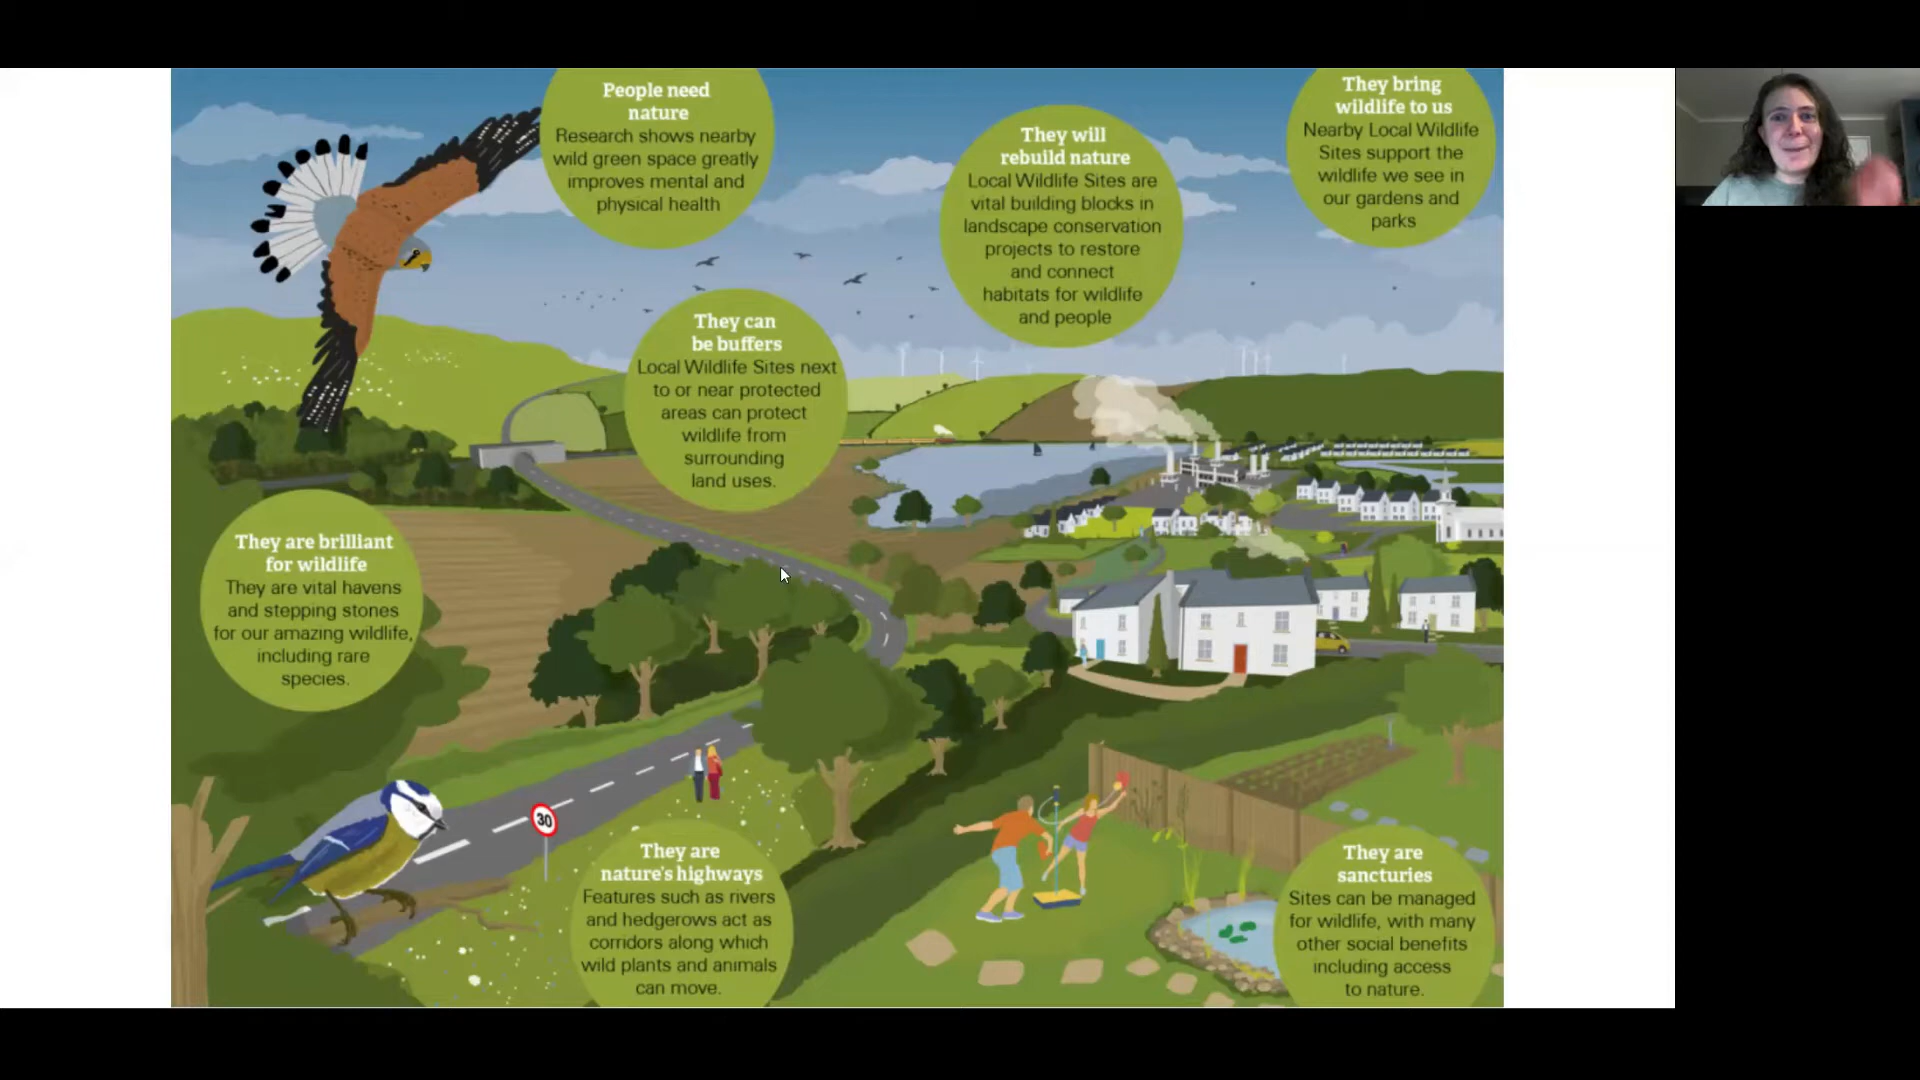 People need
nature
Research shows nearby
wild green space greatly
improves mental and
physical health
They will
rebuild nature
Local Wildlife Sites are
vital building blocks in
landscape conservation
projects to restore
and connect
habitats for wildlife
and people
They bring
wildlife to us
Nearby Local Wildlife
Sites support the
wildlife we see in
our gardens and
parks
They can
be buffers
Local Wildlife Sites next
to or near protected
areas can protect
wildlife from
surrounding
land uses.
They are brilliant
for wildlife
They are vital havens
and stepping stones
for our amazing wildlife,
including rare
species.
30
They are
nature's highways
Features such as rivers
and hedgerows act as
corridors along which
wild plants and animals
can move.
They are
sancturies
Sites can be managed
for wildlife, with many
other social benefits
including access
to nature.